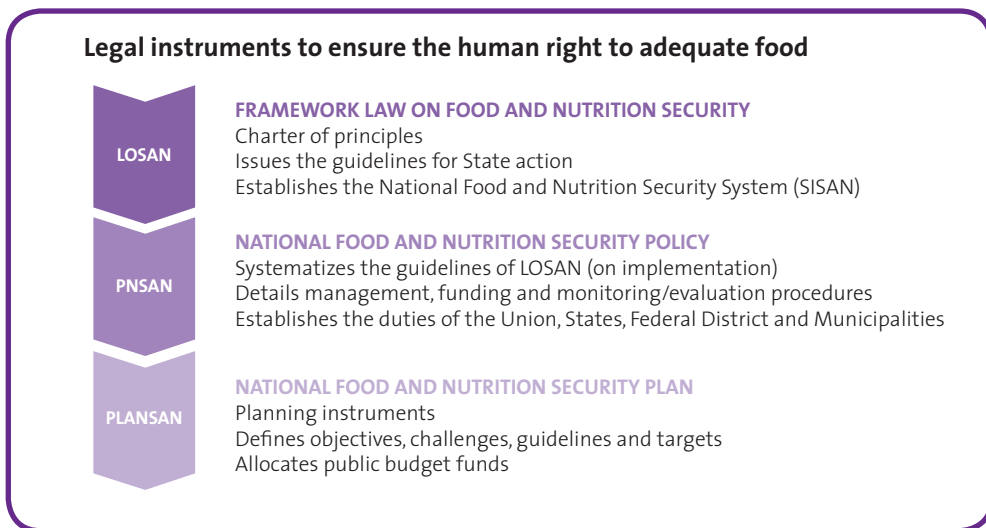 Legal instruments to ensure the human right to adequate food
LOSAN
FRAMEWORK LAW ON FOOD AND NUTRITION SECURITY
Charter of principles
Issues the guidelines for State action
Establishes the National Food and Nutrition Security System (SISAN)
PNSAN
NATIONAL FOOD AND NUTRITION SECURITY POLICY
Systematizes the guidelines of LOSAN (on implementation)
Details management, funding and monitoring/evaluation procedures
Establishes the duties of the Union, States, Federal District and Municipalities
PLANSAN
NATIONAL FOOD AND NUTRITION SECURITY PLAN
Planning instruments
Defines objectives, challenges, guidelines and targets
Allocates public budget funds